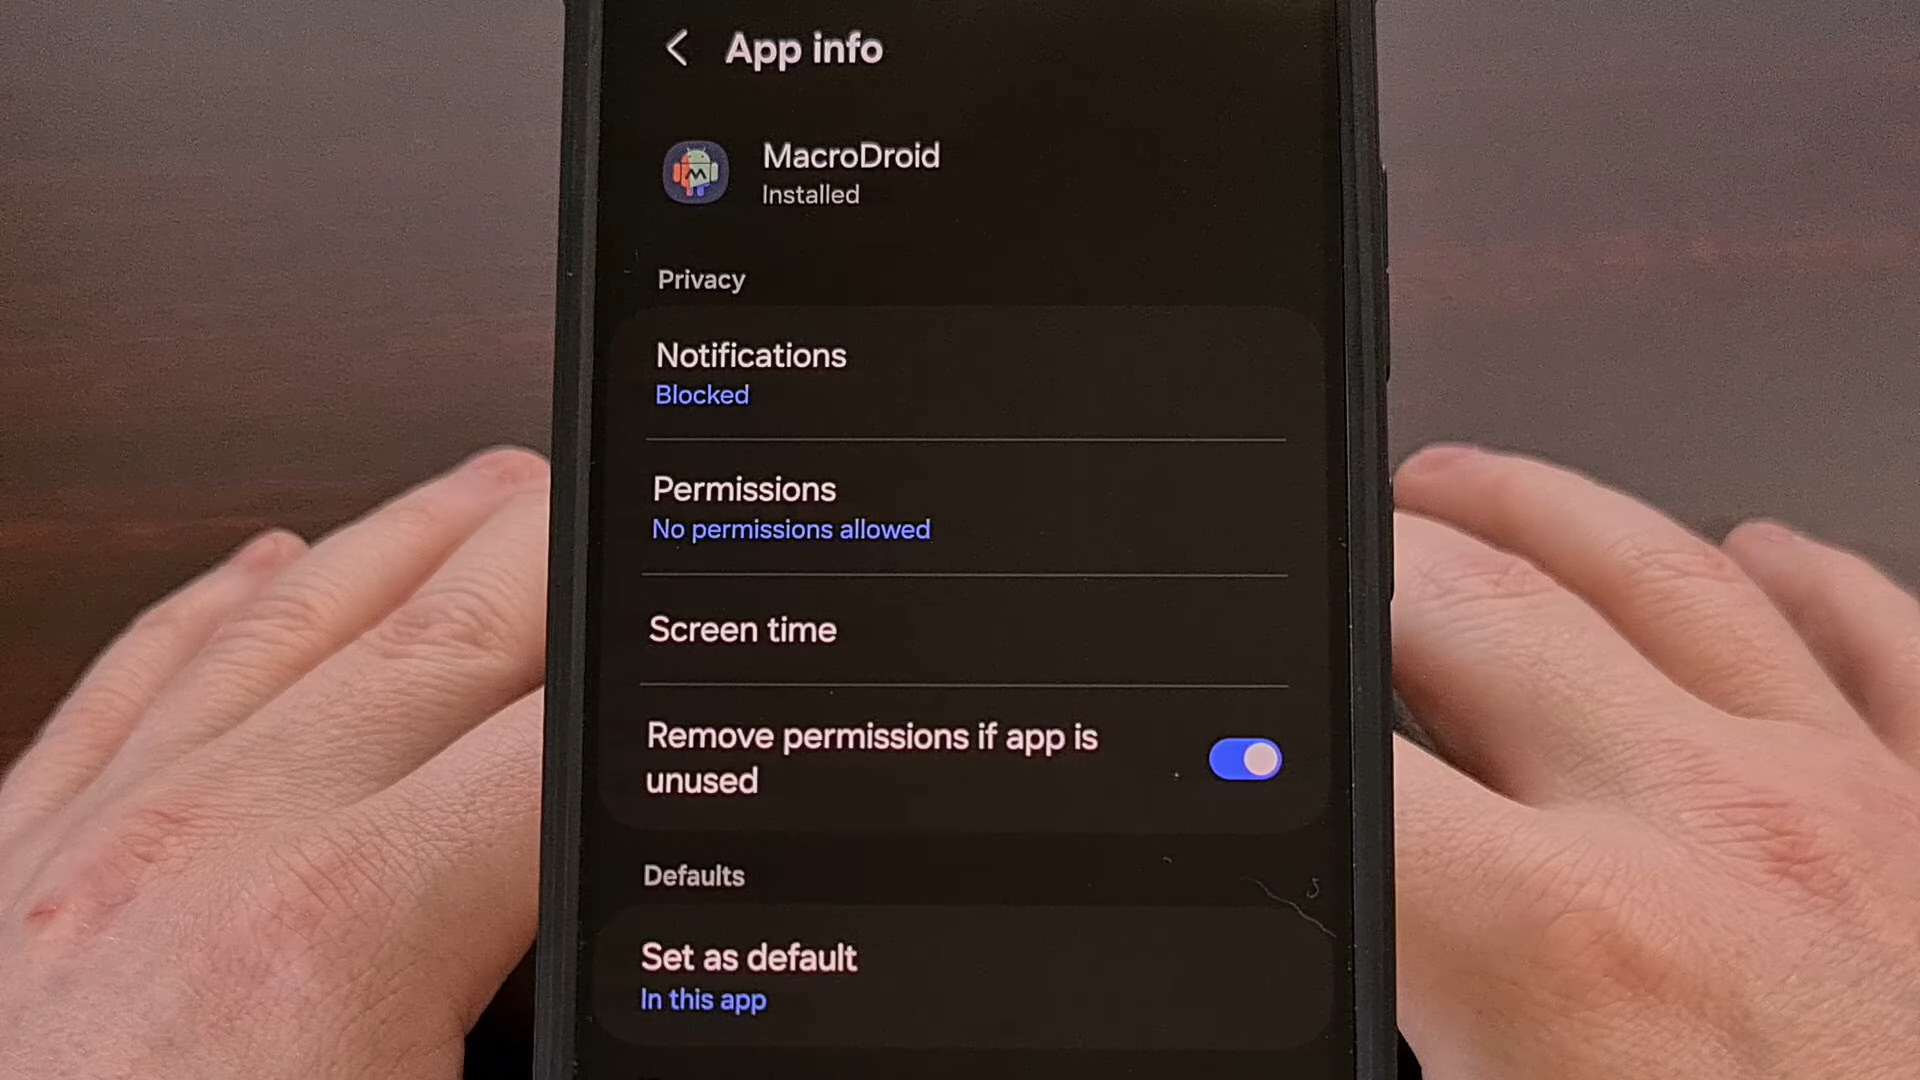 App info
MacroDroid
Installed
Privacy
Notifications
Blocked
Permissions
No permissions allowed
Screen time
Remove permissions if app is
unused
Defaults
Set as default
In this app